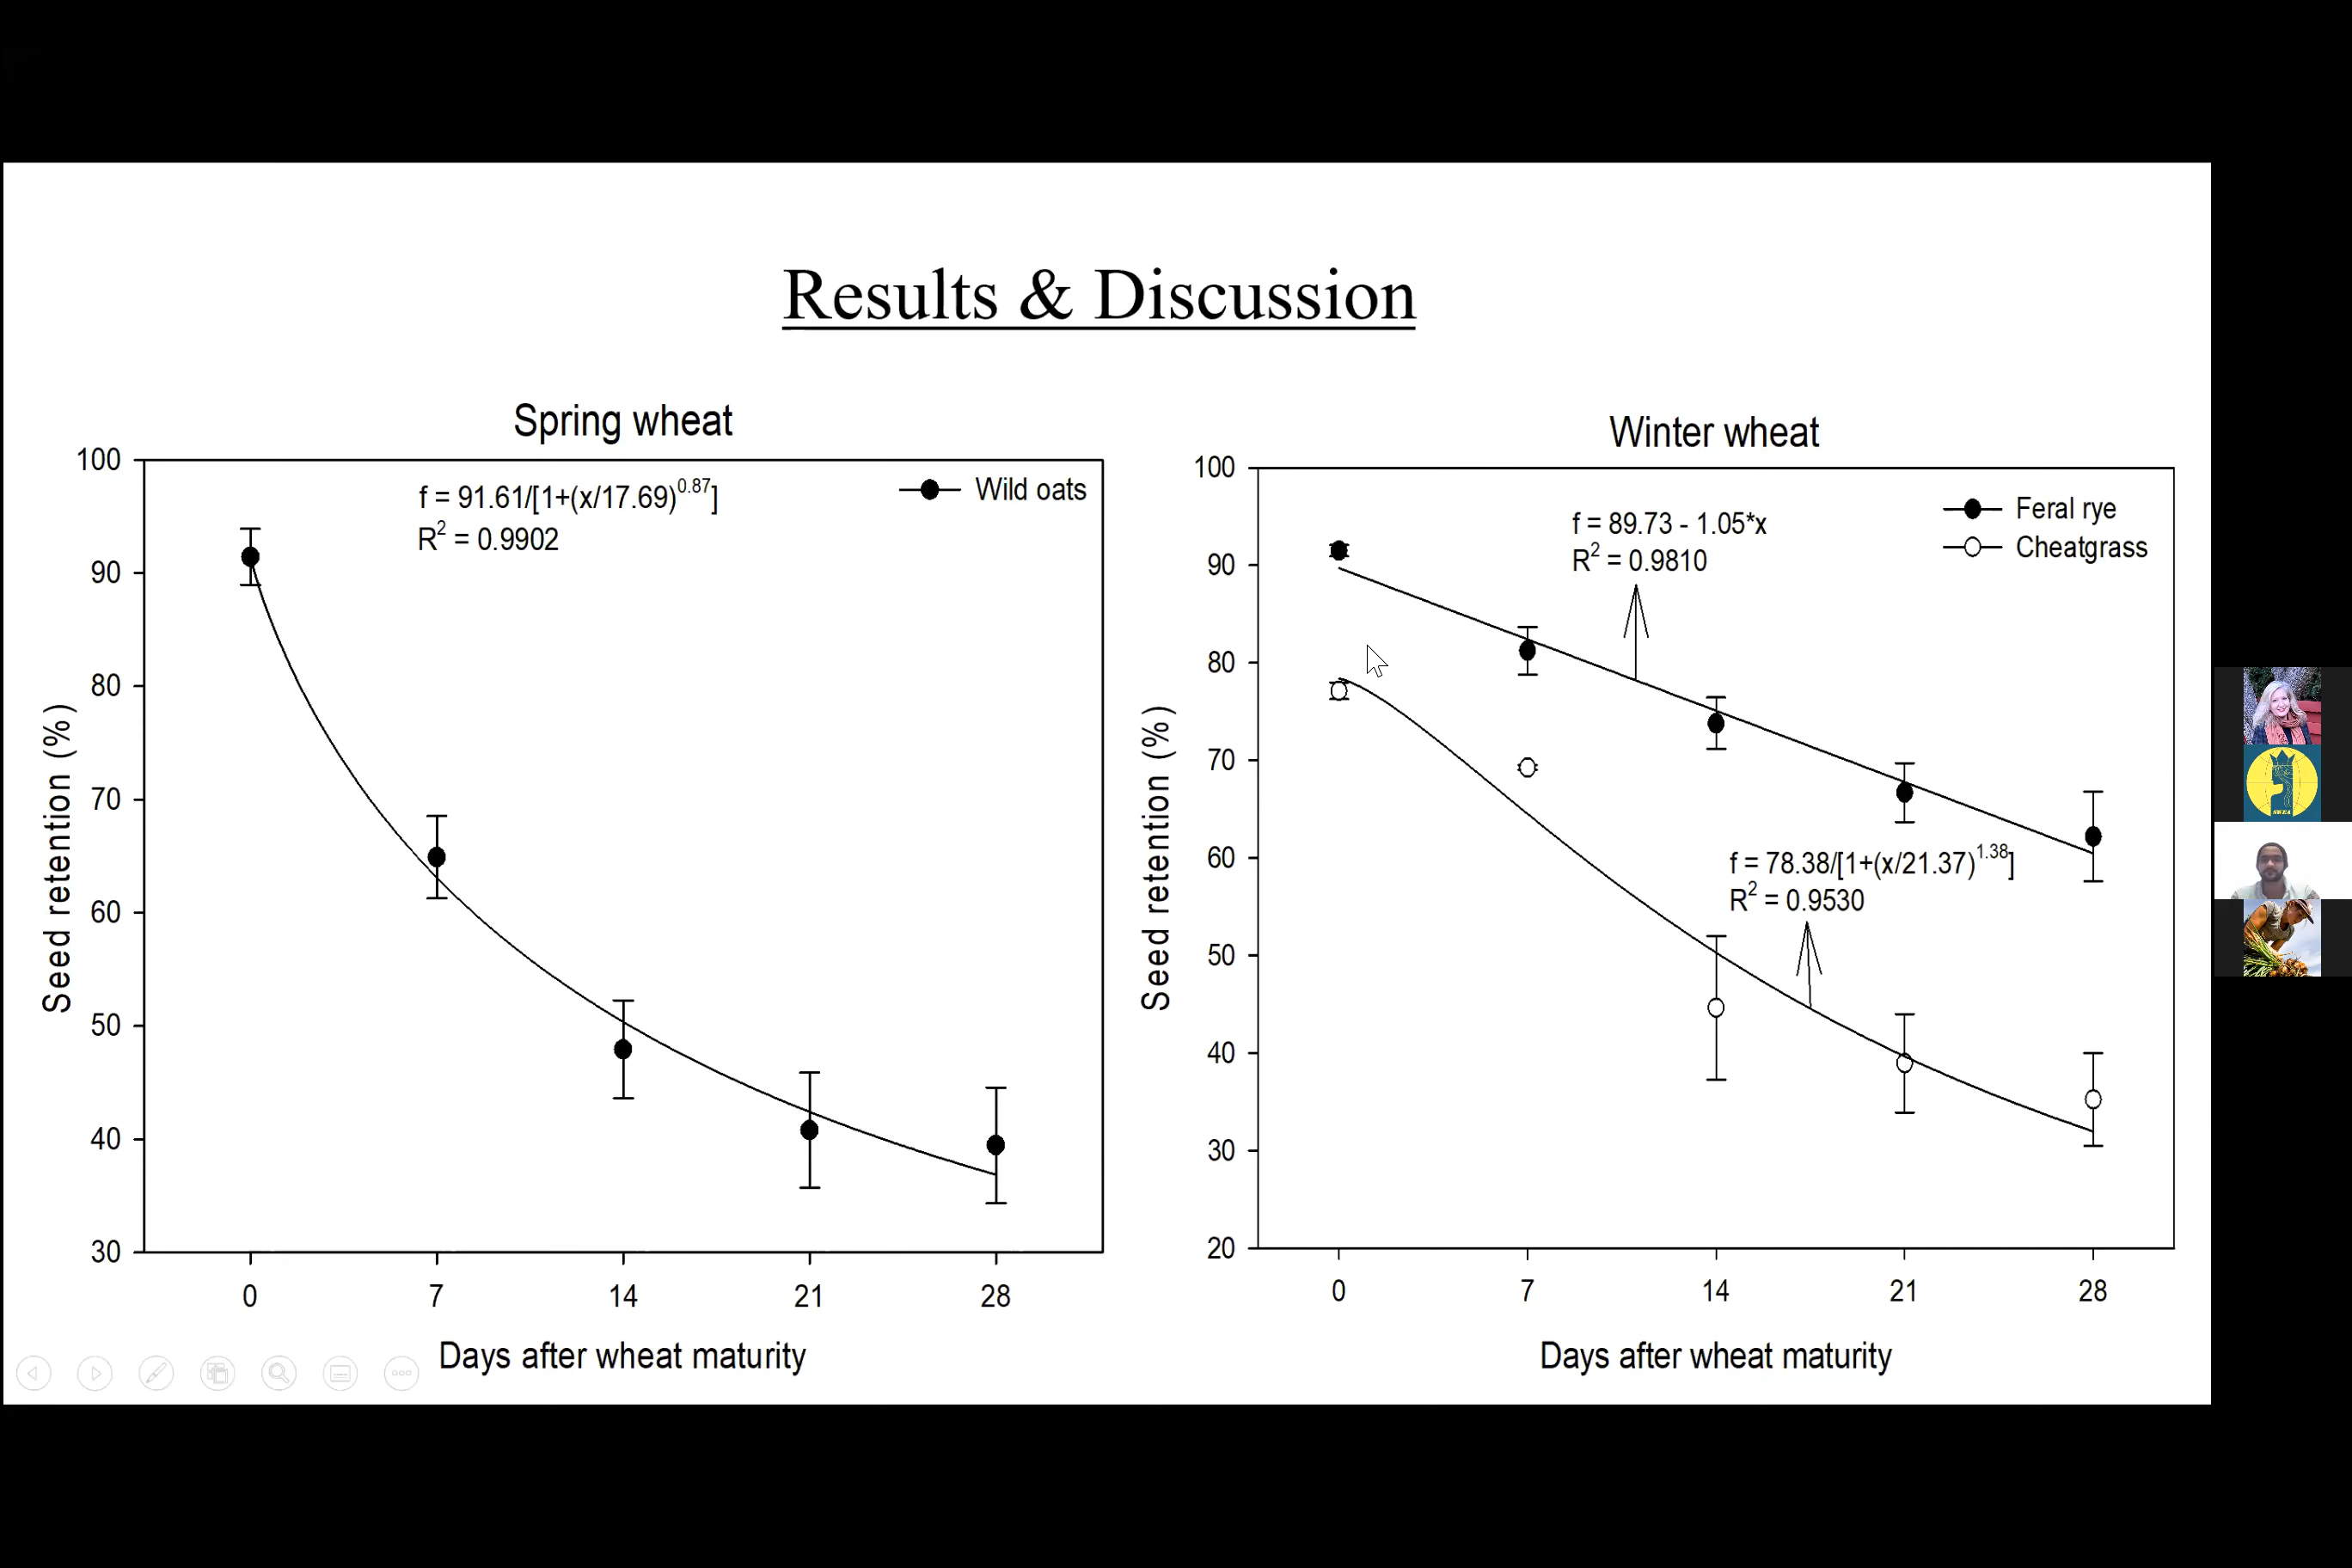 Results & Discussion
Spring wheat
f = 91.61/[1+(x/17.69)^0.87]
R² = 0.9902
Wild oats
100
90
80
70
60
50
40
30
Seed retention (%)
0 7 14 21 28
Days after wheat maturity
Winter wheat
f = 89.73 - 1.05*x
R² = 0.9810
Feral rye
Cheatgrass
f = 78.38/[1+(x/21.37)^1.38]
R² = 0.9530
100
90
80
70
60
50
40
30
20
Seed retention (%)
0 7 14 21 28
Days after wheat maturity